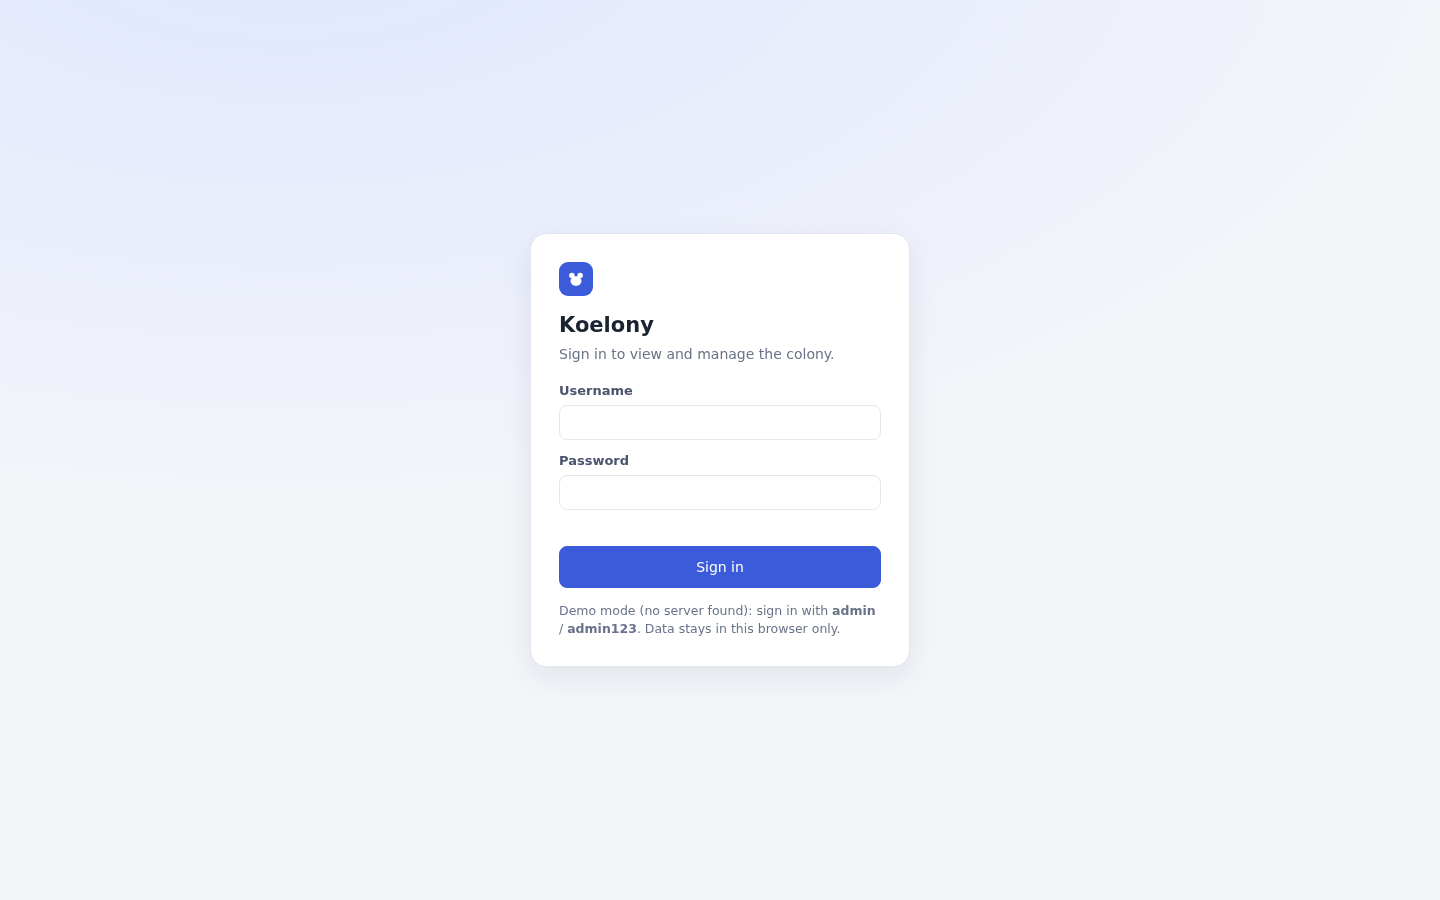 Koelony
Sign in to view and manage the colony.
Username
Password
Sign in
Demo mode (no server found): sign in with admin
/ admin123. Data stays in this browser only.